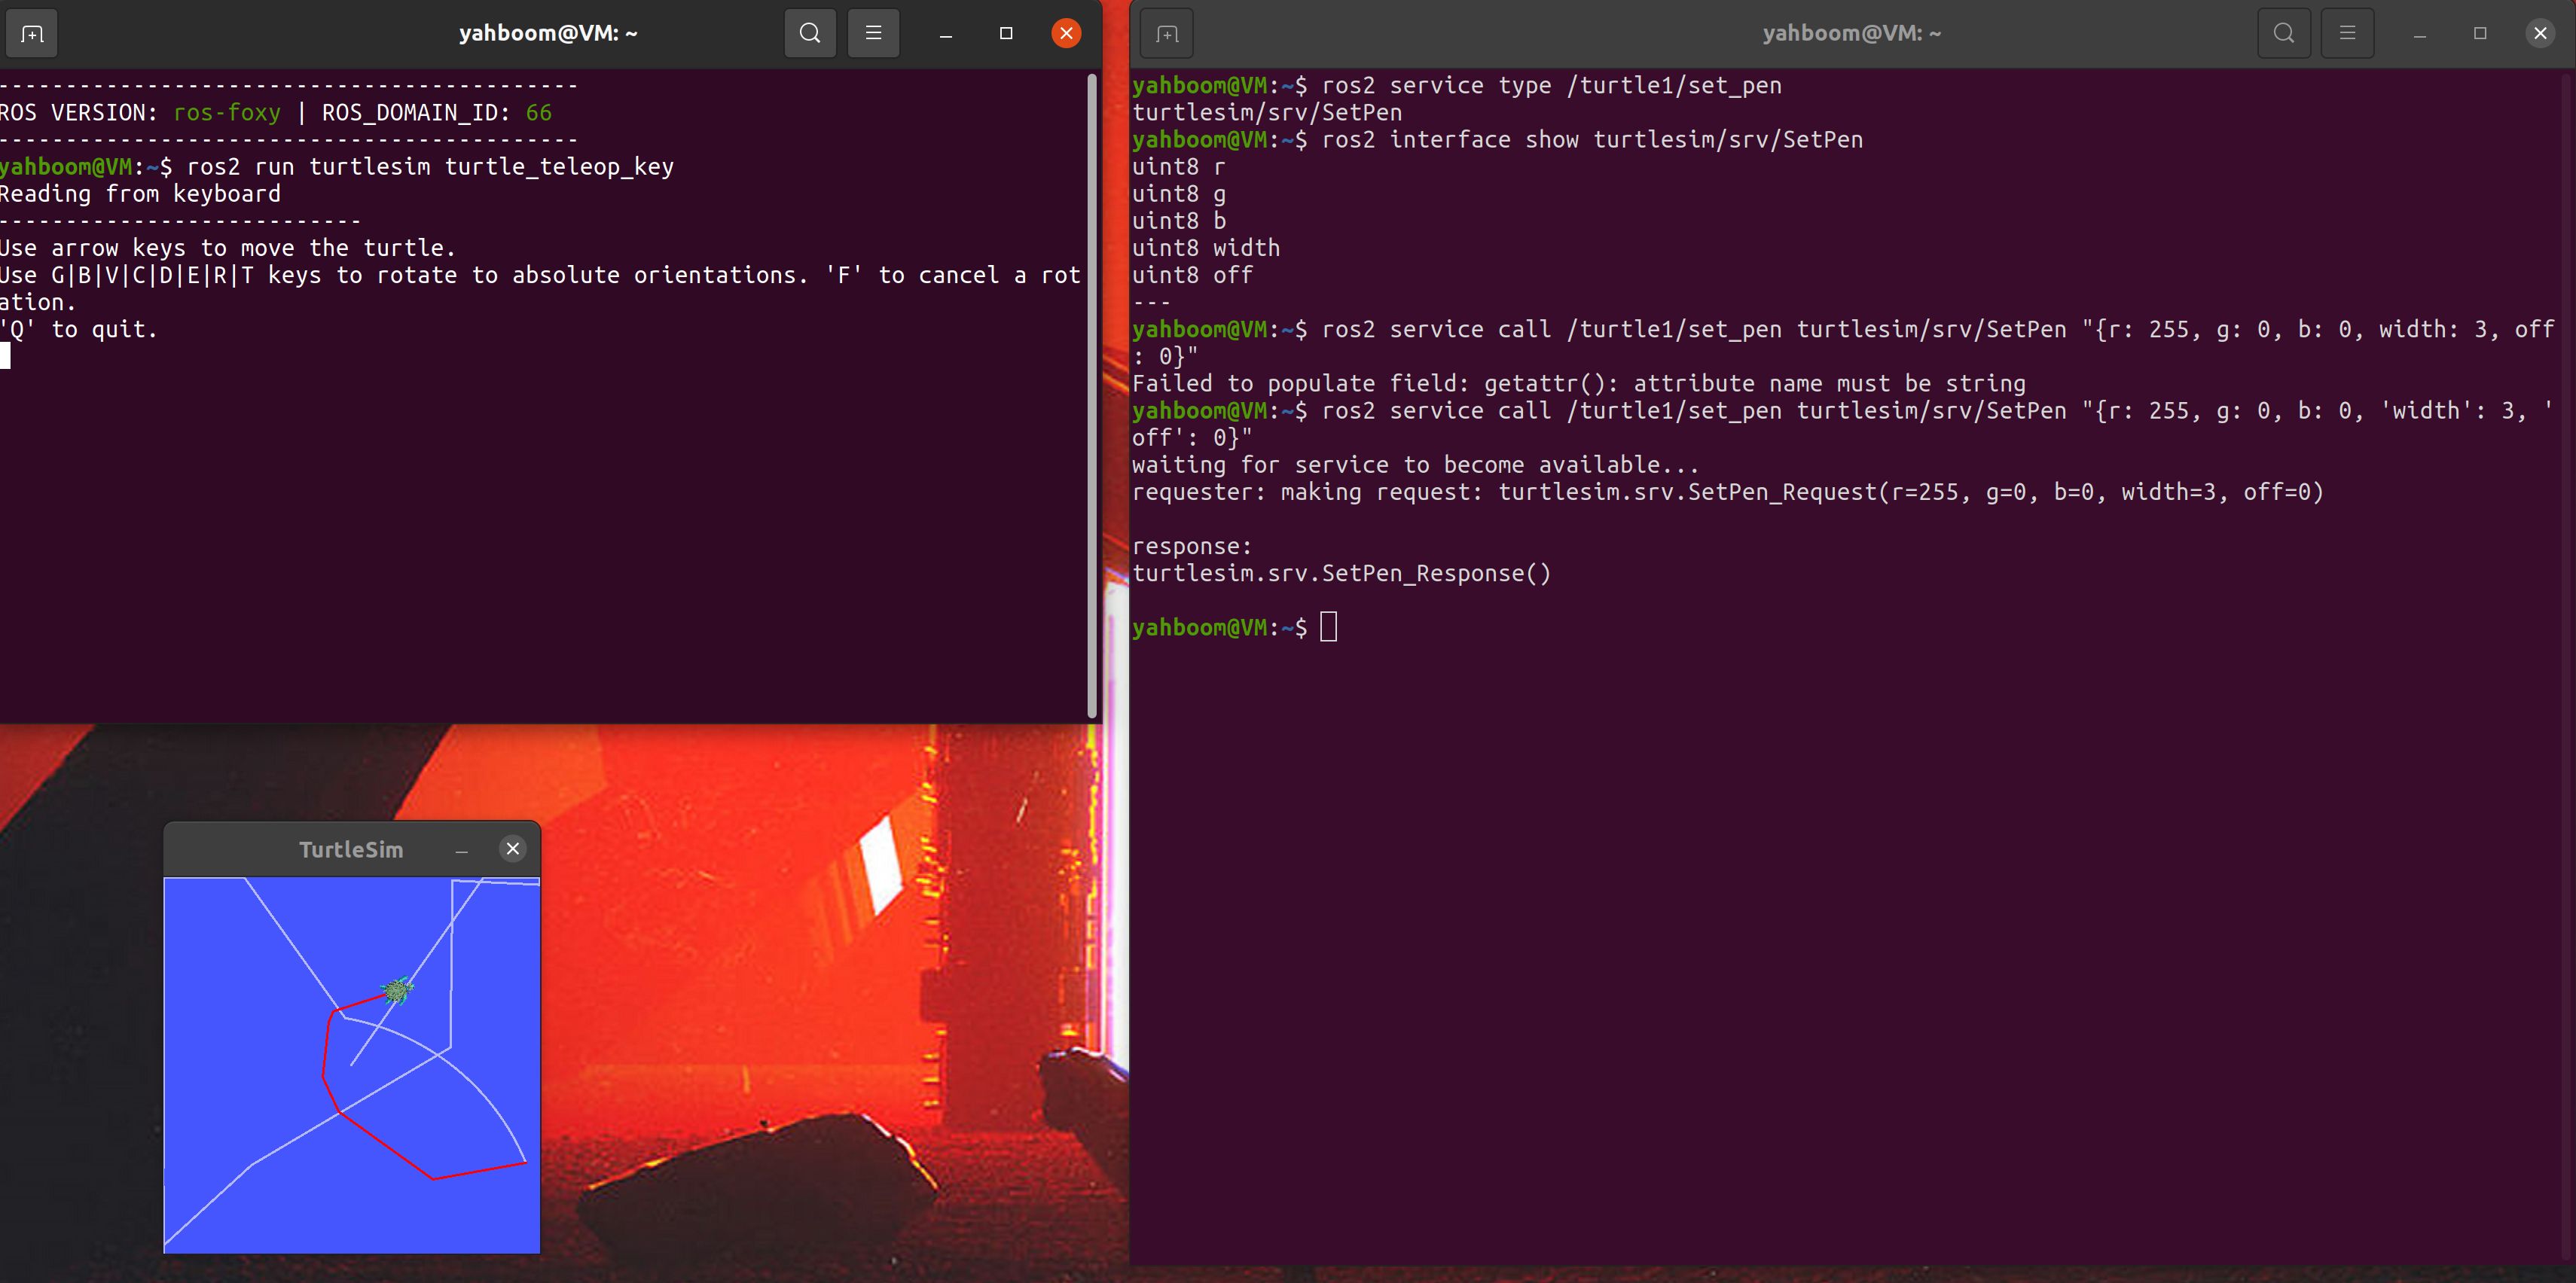 yahboom@VM: ~
--------------------------------------------
ROS VERSION: ros-foxy | ROS_DOMAIN_ID: 66
--------------------------------------------
yahboom@VM:~$ ros2 run turtlesim turtle_teleop_key
Reading from keyboard
---------------------------
Use arrow keys to move the turtle.
Use G|B|V|C|D|E|R|T keys to rotate to absolute orientations. 'F' to cancel a rot
ation.
'Q' to quit.
TurtleSim
yahboom@VM: ~
yahboom@VM:~$ ros2 service type /turtle1/set_pen
turtlesim/srv/SetPen
yahboom@VM:~$ ros2 interface show turtlesim/srv/SetPen
uint8 r
uint8 g
uint8 b
uint8 width
uint8 off
---
yahboom@VM:~$ ros2 service call /turtle1/set_pen turtlesim/srv/SetPen "{r: 255, g: 0, b: 0, width: 3, off
: 0}"
Failed to populate field: getattr(): attribute name must be string
yahboom@VM:~$ ros2 service call /turtle1/set_pen turtlesim/srv/SetPen "{r: 255, g: 0, b: 0, 'width': 3, '
off': 0}"
waiting for service to become available...
requester: making request: turtlesim.srv.SetPen_Request(r=255, g=0, b=0, width=3, off=0)
response:
turtlesim.srv.SetPen_Response()
yahboom@VM:~$